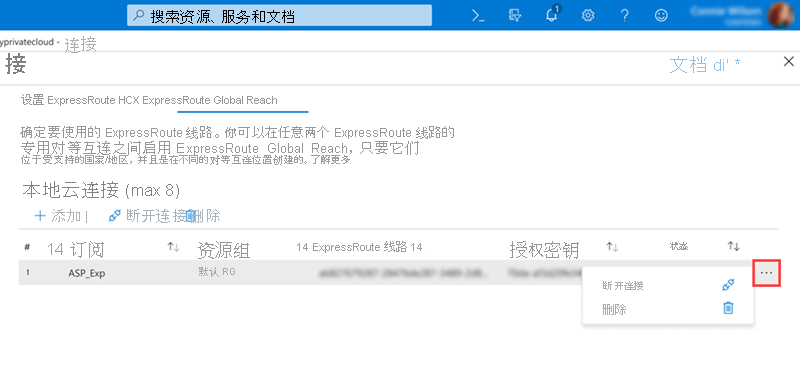 搜索资源、服务和文档
1
Connie Wilson
yprivatecloud - 连接
接
文档 di' *
设置 ExpressRoute HCX ExpressRoute Global Reach
确定要使用的 ExpressRoute 线路。你可以在任意两个 ExpressRoute 线路的
专用对等互连之间启用 ExpressRoute Global Reach，只要它们
位于受支持的国家/地区，并且是在不同的对等互连位置创建的。了解更多
本地云连接 (max 8)
添加 | 断开连接 删除
# 14 订阅 资源组 14 ExpressRoute 线路 14 授权密钥 状态
1 ASP_Exp 默认 RG
断开连接
删除